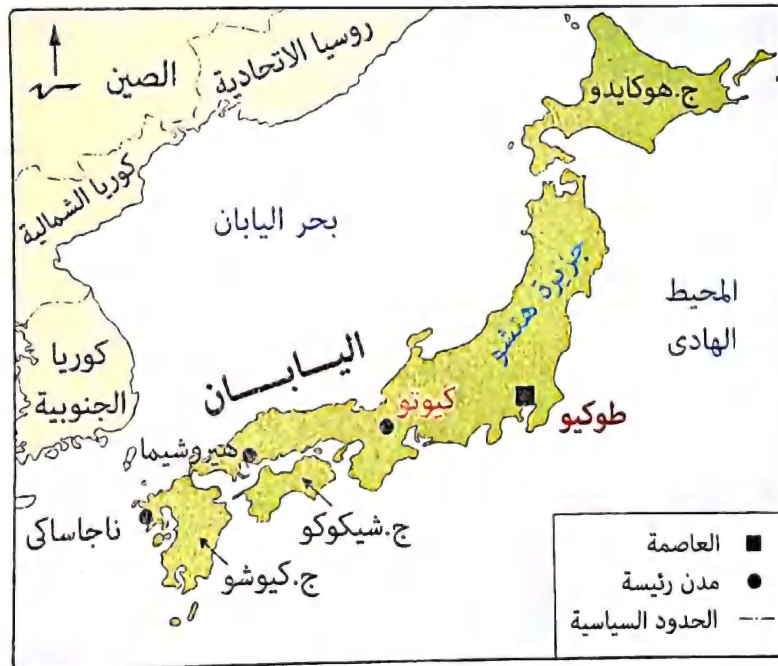 روسيا الاتحادية
الصين
ج.هوكايدو
كوريا الشمالية
بحر اليابان
جزيرة هنشو
المحيط
الهادى
كوريا
الجنوبية
اليــابــــان
كيوتو
طوكيو
هيروشيما
ج.شيكوكو
ناجاساكى
ج.كيوشو
العاصمة
مدن رئيسة
الحدود السياسية